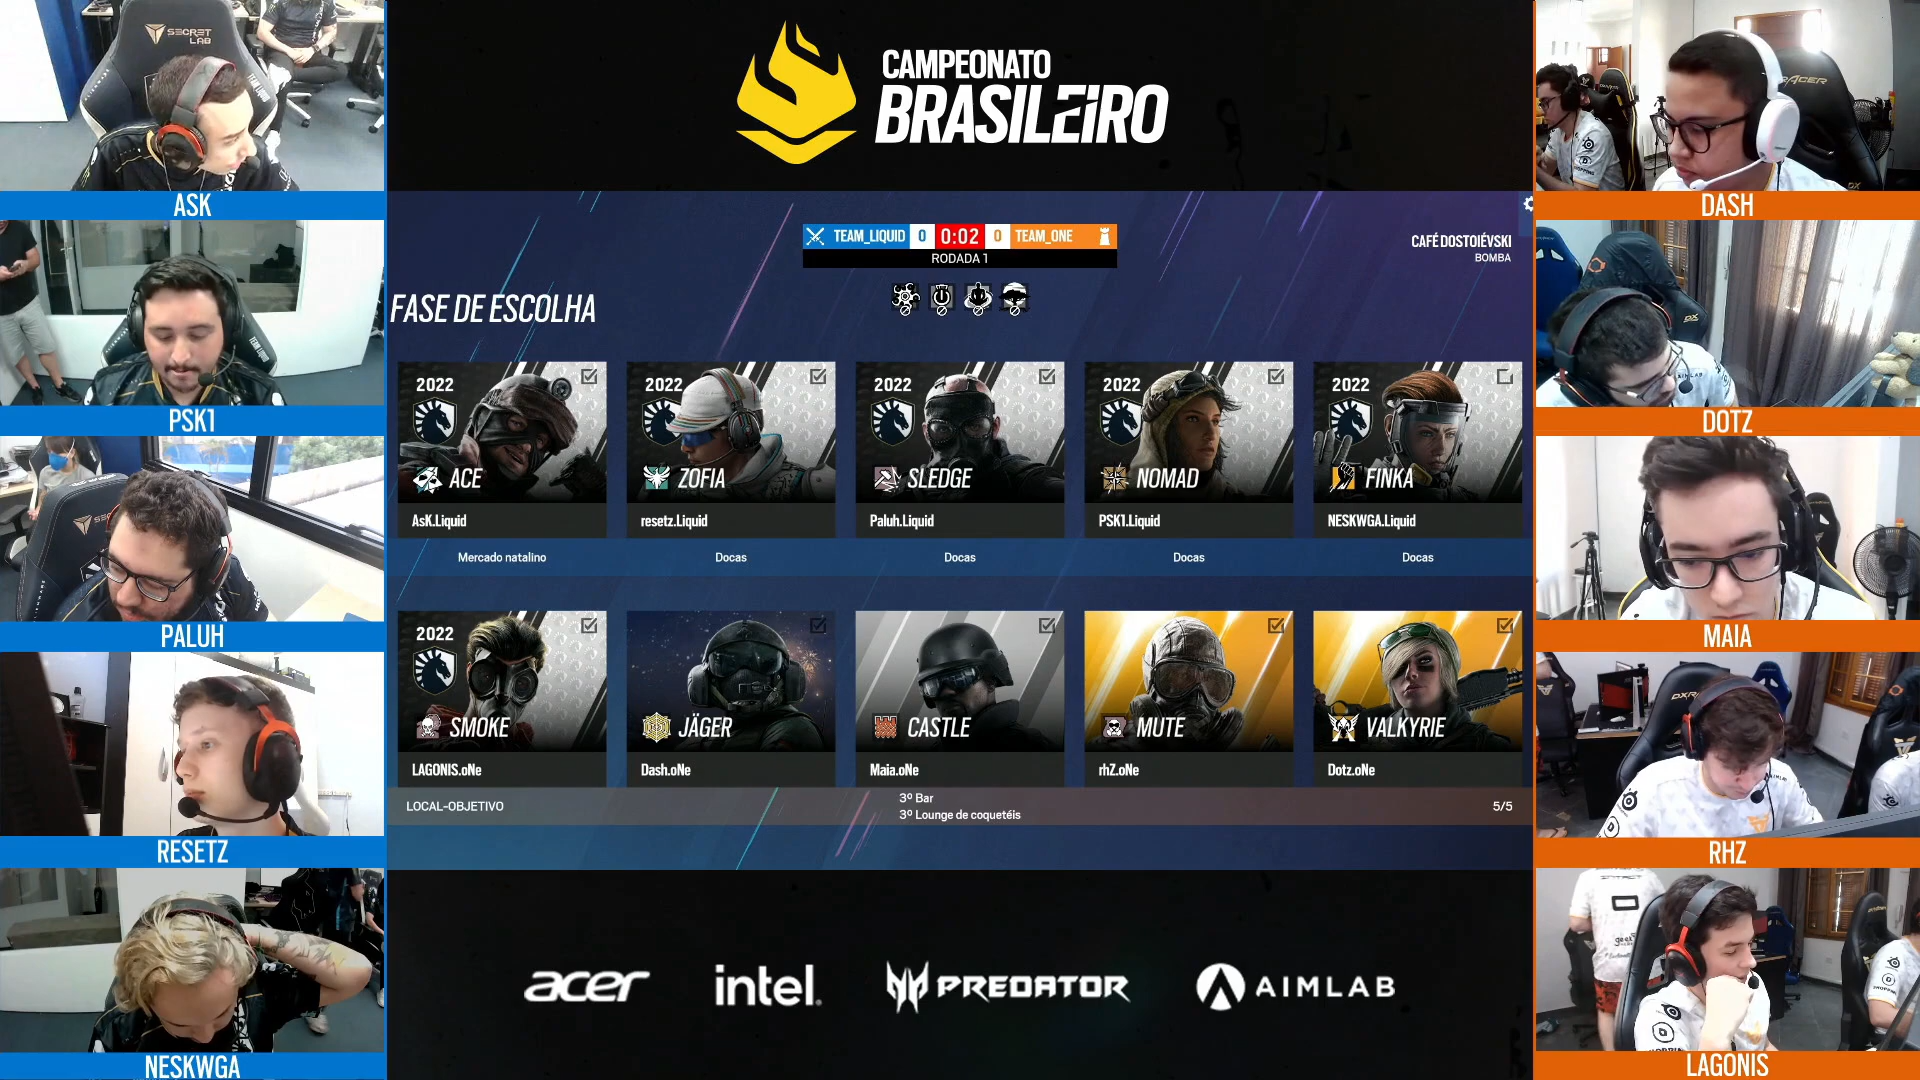 SECRET LAB
ASK
PSK1
PALUH
RESETZ
NESKWGA
CAMPEONATO
BRASILEIRO
TEAM_LIQUID 0 0:02 0 TEAM_ONE
RODADA 1
CAFÉ DOSTOIÉVSKI
BOMBA
FASE DE ESCOLHA
2022 2022 2022 2022 2022
ACE ZOFIA SLEDGE NOMAD FINKA
AsK.Liquid resetz.Liquid Paluh.Liquid PSK1.Liquid NESKWGA.Liquid
Mercado natalino Docas Docas Docas Docas
2022
SMOKE JÄGER CASTLE MUTE VALKYRIE
LAGONIS.oNe Dash.oNe Maia.oNe rhZ.oNe Dotz.oNe
LOCAL-OBJETIVO
3º Bar
3º Lounge de coquetéis
5/5
acer intel. PREDATOR AIMLAB
DASH
DOTZ
MAIA
RHZ
LAGONIS